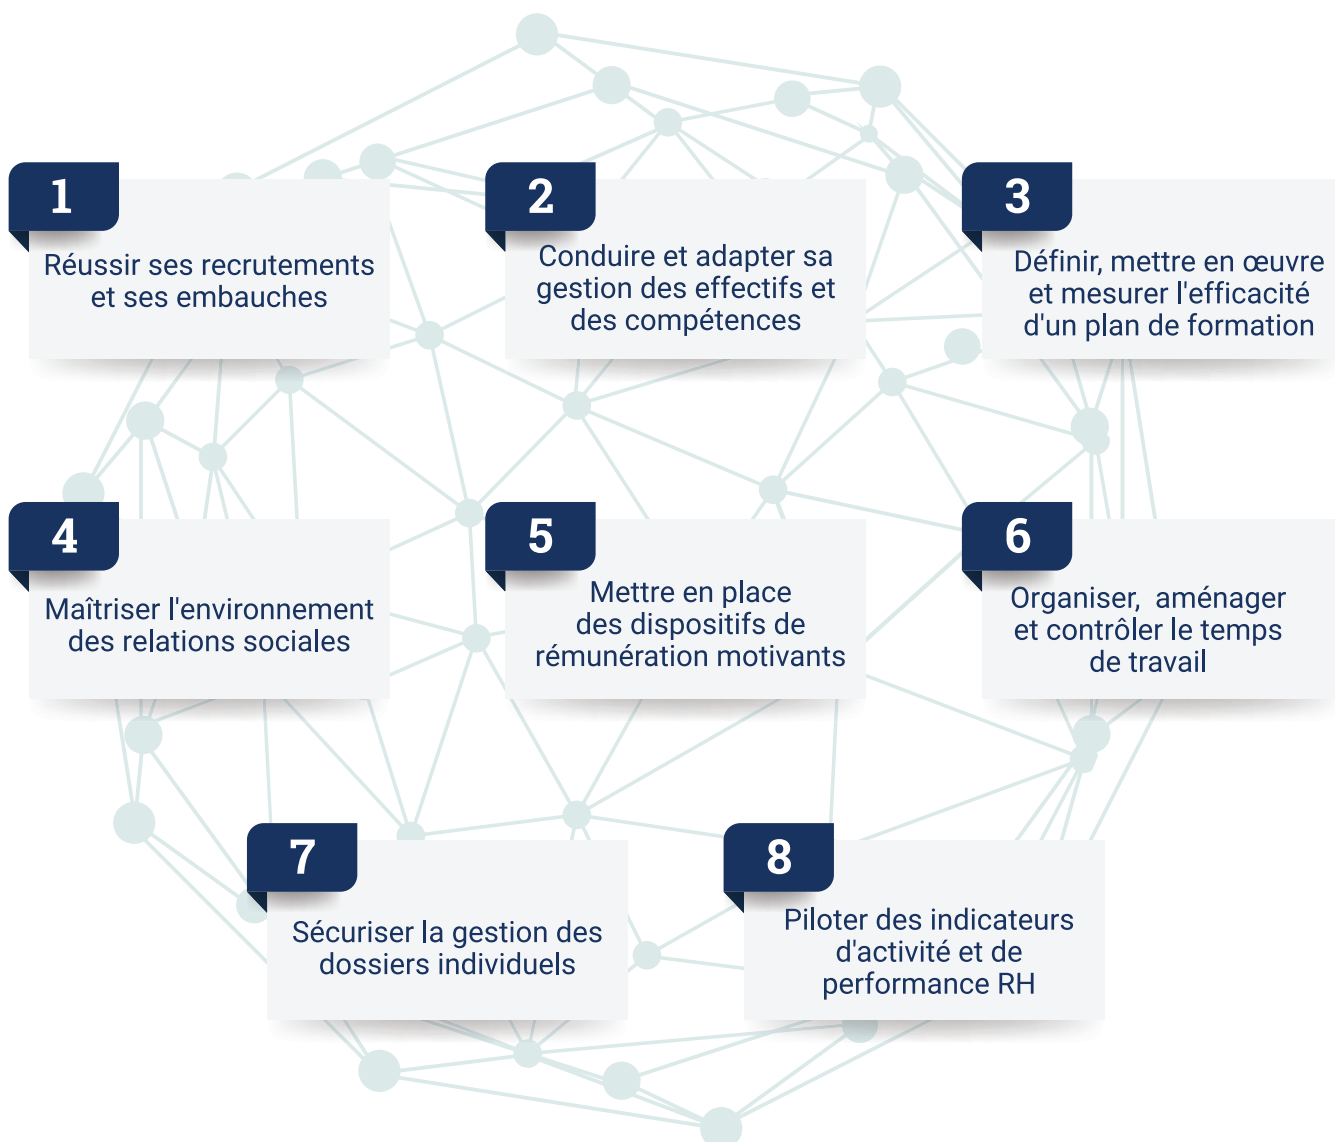 1
Réussir ses recrutements
et ses embauches
2
Conduire et adapter sa
gestion des effectifs et
des compétences
3
Définir, mettre en œuvre
et mesurer l'efficacité
d'un plan de formation
4
Maîtriser l'environnement
des relations sociales
5
Mettre en place
des dispositifs de
rémunération motivants
6
Organiser, aménager
et contrôler le temps
de travail
7
Sécuriser la gestion des
dossiers individuels
8
Piloter des indicateurs
d'activité et de
performance RH